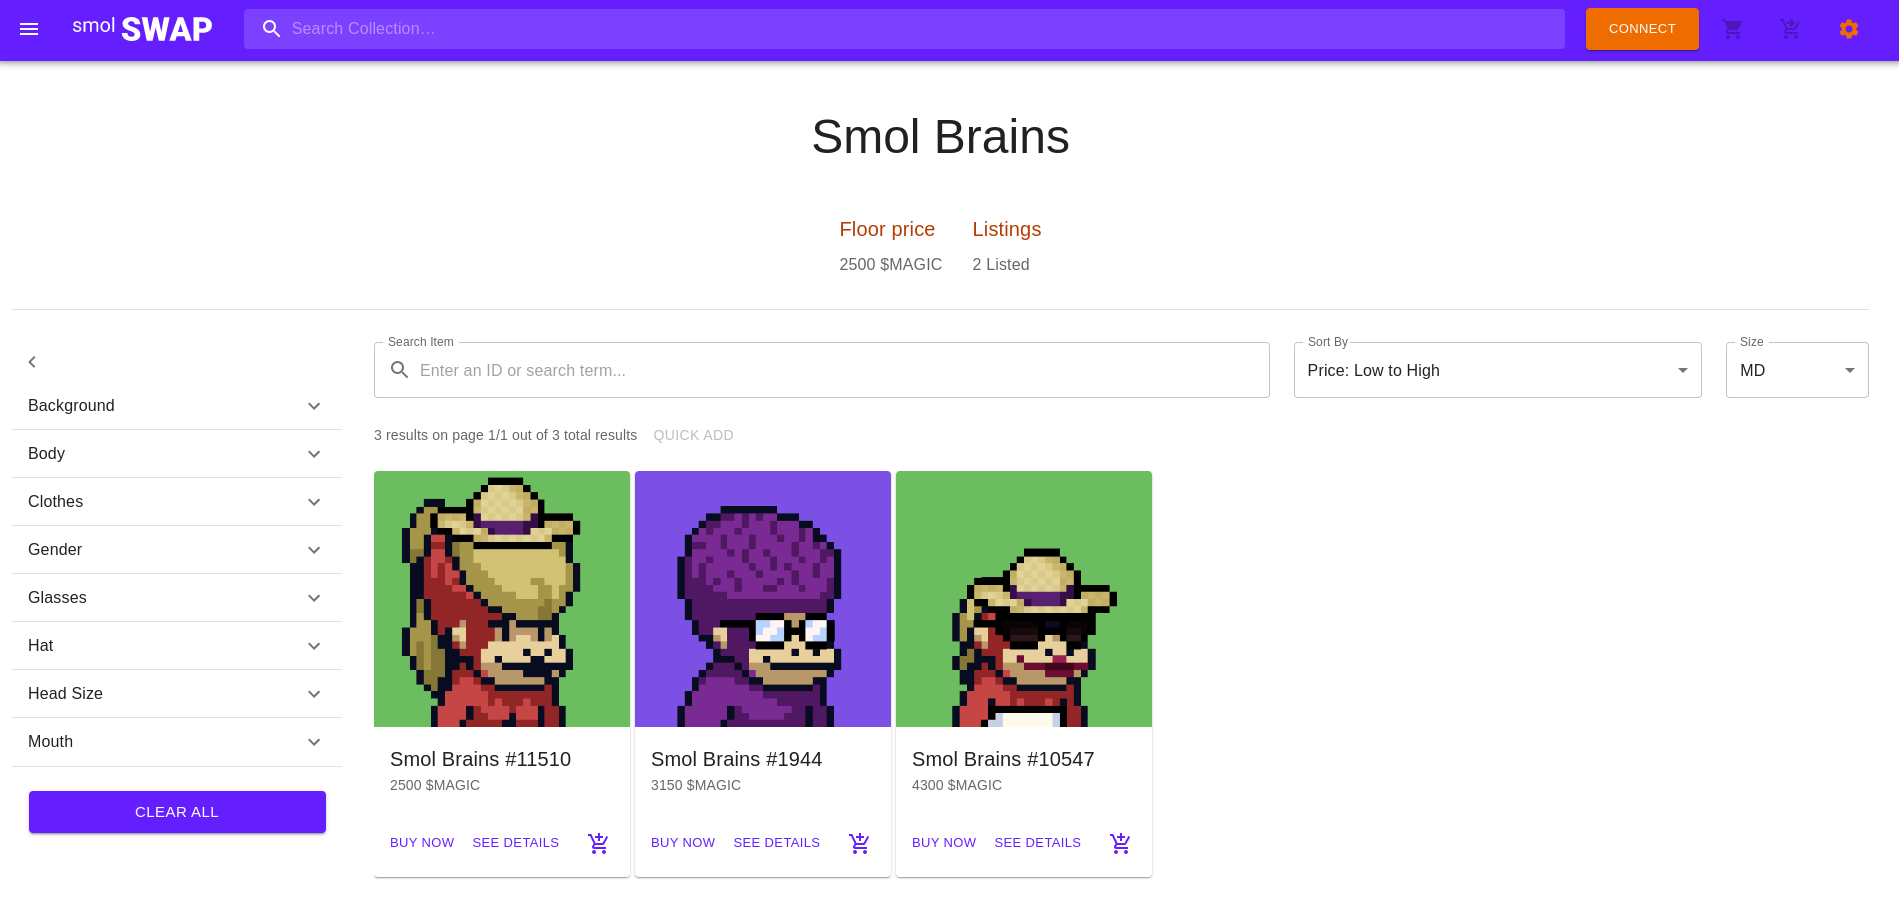 smol SWAP
Search Collection...
CONNECT
Smol Brains
Floor price
Listings
2500 $MAGIC
2 Listed
Search Item
Enter an ID or search term...
Sort By
Price: Low to High
Size
MD
Background
Body
Clothes
Gender
Glasses
Hat
Head Size
Mouth
CLEAR ALL
3 results on page 1/1 out of 3 total results
QUICK ADD
Smol Brains #11510
2500 $MAGIC
BUY NOW
SEE DETAILS
Smol Brains #1944
3150 $MAGIC
BUY NOW
SEE DETAILS
Smol Brains #10547
4300 $MAGIC
BUY NOW
SEE DETAILS